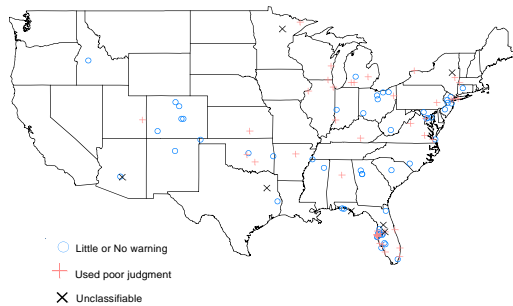 Little or No warning
Used poor judgment
Unclassifiable